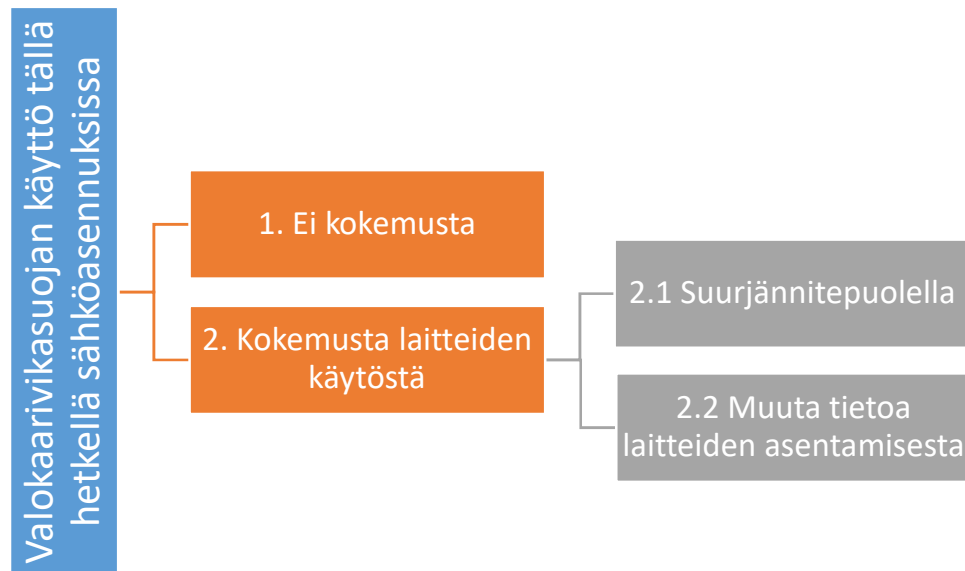 Valokaarivikasuojan käyttö tällä
hetkellä sähköasennuksissa
1. Ei kokemusta
2. Kokemusta laitteiden
käytöstä
2.1 Suurjännitepuolella
2.2 Muuta tietoa
laitteiden asentamisesta